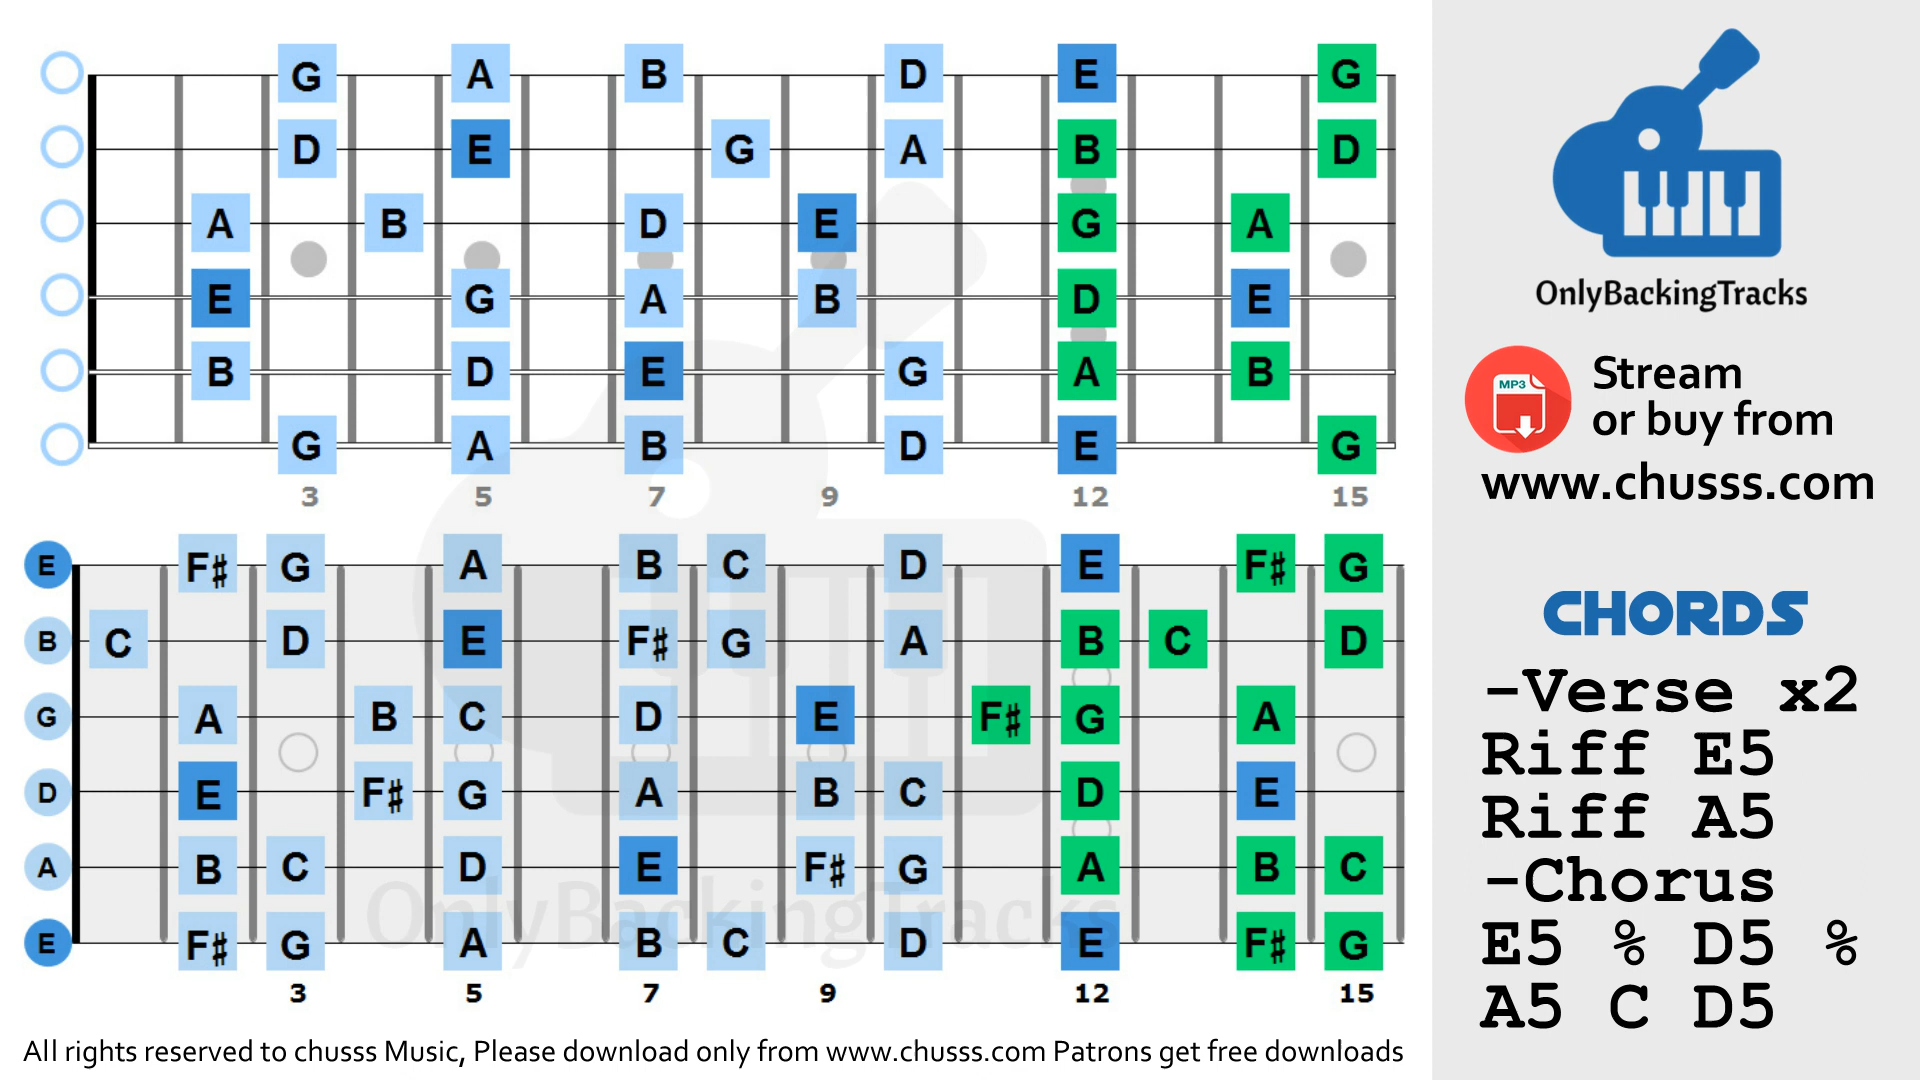 G A B D E G
D E G A B D
A B D E G A
E G A B D E
B D E G A B
G A B D E G
3 5 7 9 12 15
E F# G A B C D E F# G
B C D E F# G A B C D
G A B C D E F# G A
D E F# G A B C D E
A B C D E F# G A B C
E F# G A B C D E F# G
3 5 7 9 12 15
OnlyBackingTracks
All rights reserved to chusss Music, Please download only from www.chusss.com Patrons get free downloads
OnlyBackingTracks
MP3
Stream
or buy from
www.chusss.com
CHORDS
-Verse x2
Riff E5
Riff A5
-Chorus
E5 % D5 %
A5 C D5